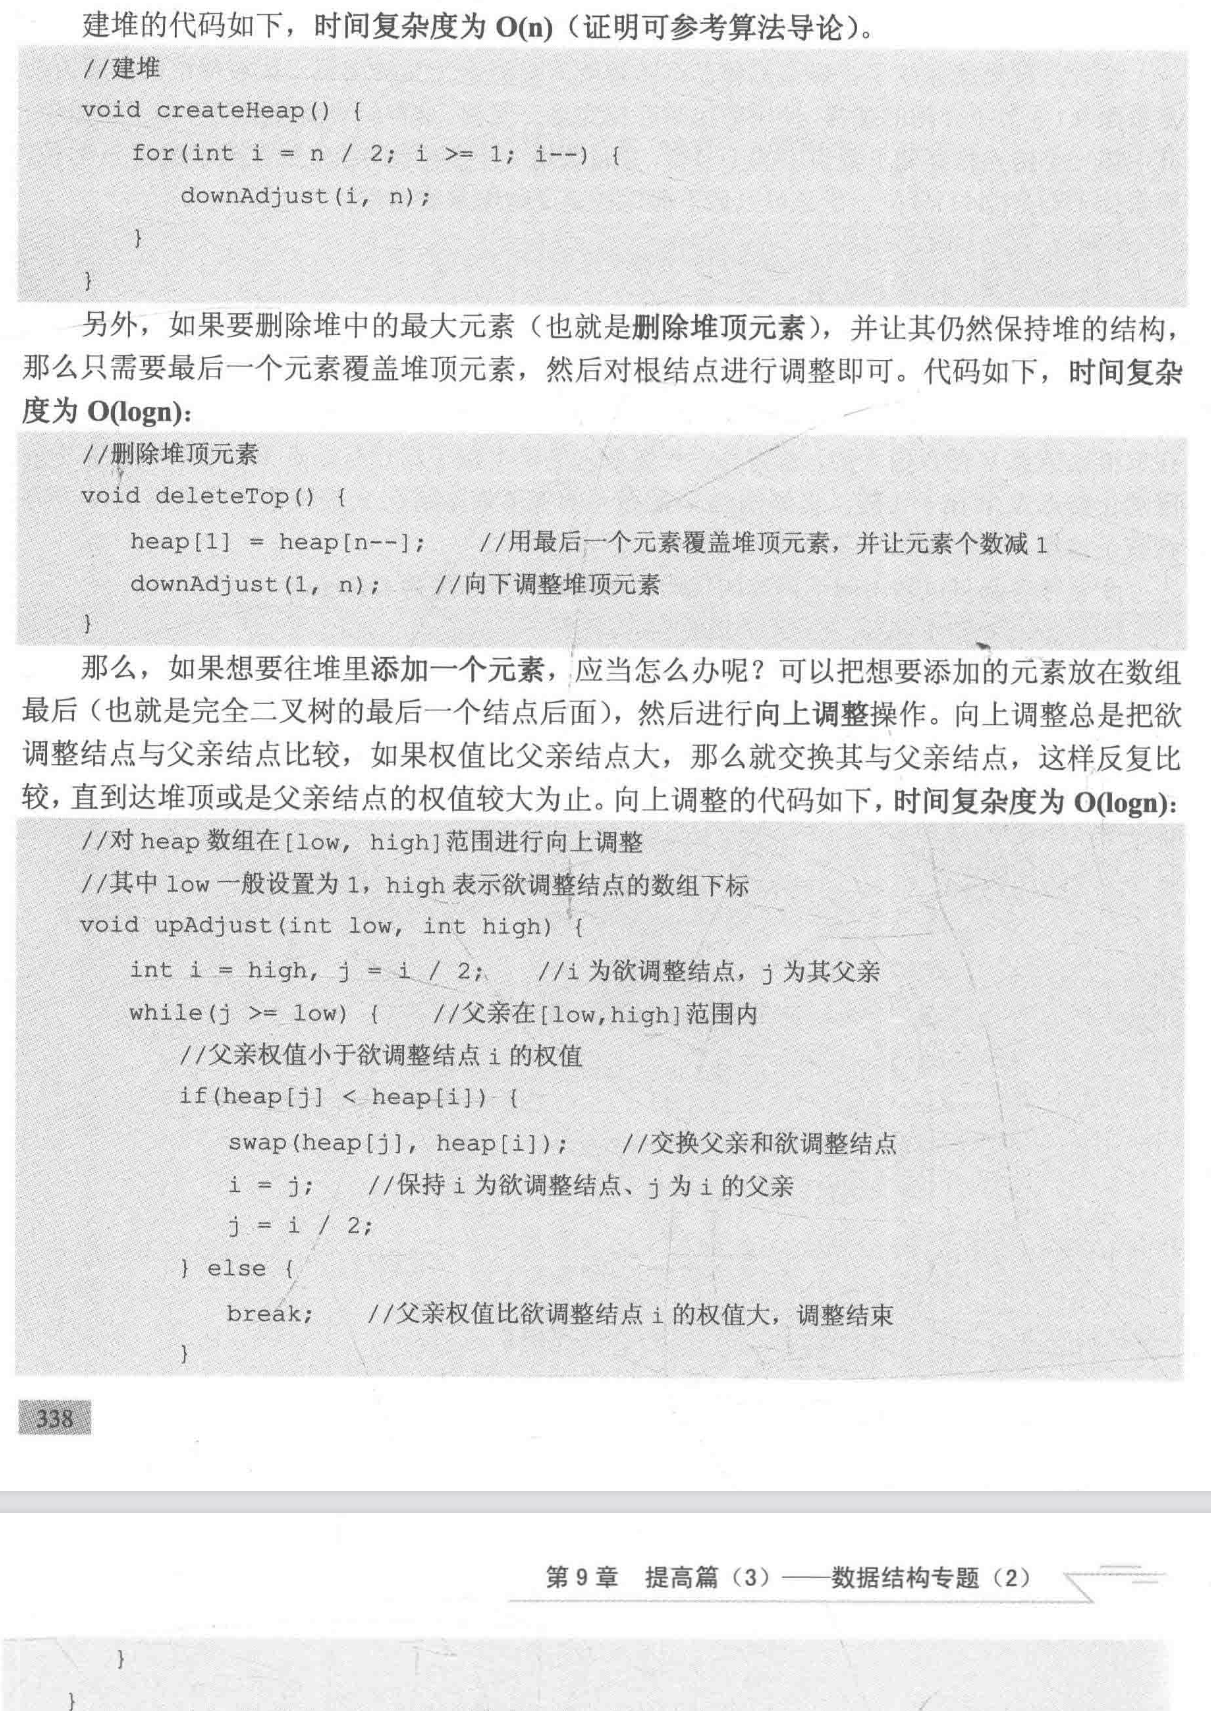 建堆的代码如下，时间复杂度为 O(n)（证明可参考算法导论）。
//建堆
void createHeap() {
for(int i = n / 2; i >= 1; i--) {
downAdjust(i, n);
}
}
另外，如果要删除堆中的最大元素（也就是删除堆顶元素），并让其仍然保持堆的结构，
那么只需要最后一个元素覆盖堆顶元素，然后对根结点进行调整即可。代码如下，时间复杂
度为 O(logn)：
//删除堆顶元素
void deleteTop() {
heap[1] = heap[n--]; //用最后一个元素覆盖堆顶元素，并让元素个数减 1
downAdjust(1, n); //向下调整堆顶元素
}
那么，如果想要往堆里添加一个元素，应当怎么办呢？可以把想要添加的元素放在数组
最后（也就是完全二叉树的最后一个结点后面），然后进行向上调整操作。向上调整总是把欲
调整结点与父亲结点比较，如果权值比父亲结点大，那么就交换其与父亲结点，这样反复比
较，直到达堆顶或是父亲结点的权值较大为止。向上调整的代码如下，时间复杂度为 O(logn)：
//对 heap 数组在[low, high]范围进行向上调整
//其中 low 一般设置为 1，high 表示欲调整结点的数组下标
void upAdjust(int low, int high) {
int i = high, j = i / 2; //i 为欲调整结点，j 为其父亲
while(j >= low) { //父亲在[low,high]范围内
//父亲权值小于欲调整结点 i 的权值
if(heap[j] < heap[i]) {
swap(heap[j], heap[i]); //交换父亲和欲调整结点
i = j; //保持 i 为欲调整结点、j 为 i 的父亲
j = i / 2;
} else {
break; //父亲权值比欲调整结点 i 的权值大，调整结束
}
338
第 9 章 提高篇（3）——数据结构专题（2）
}
}